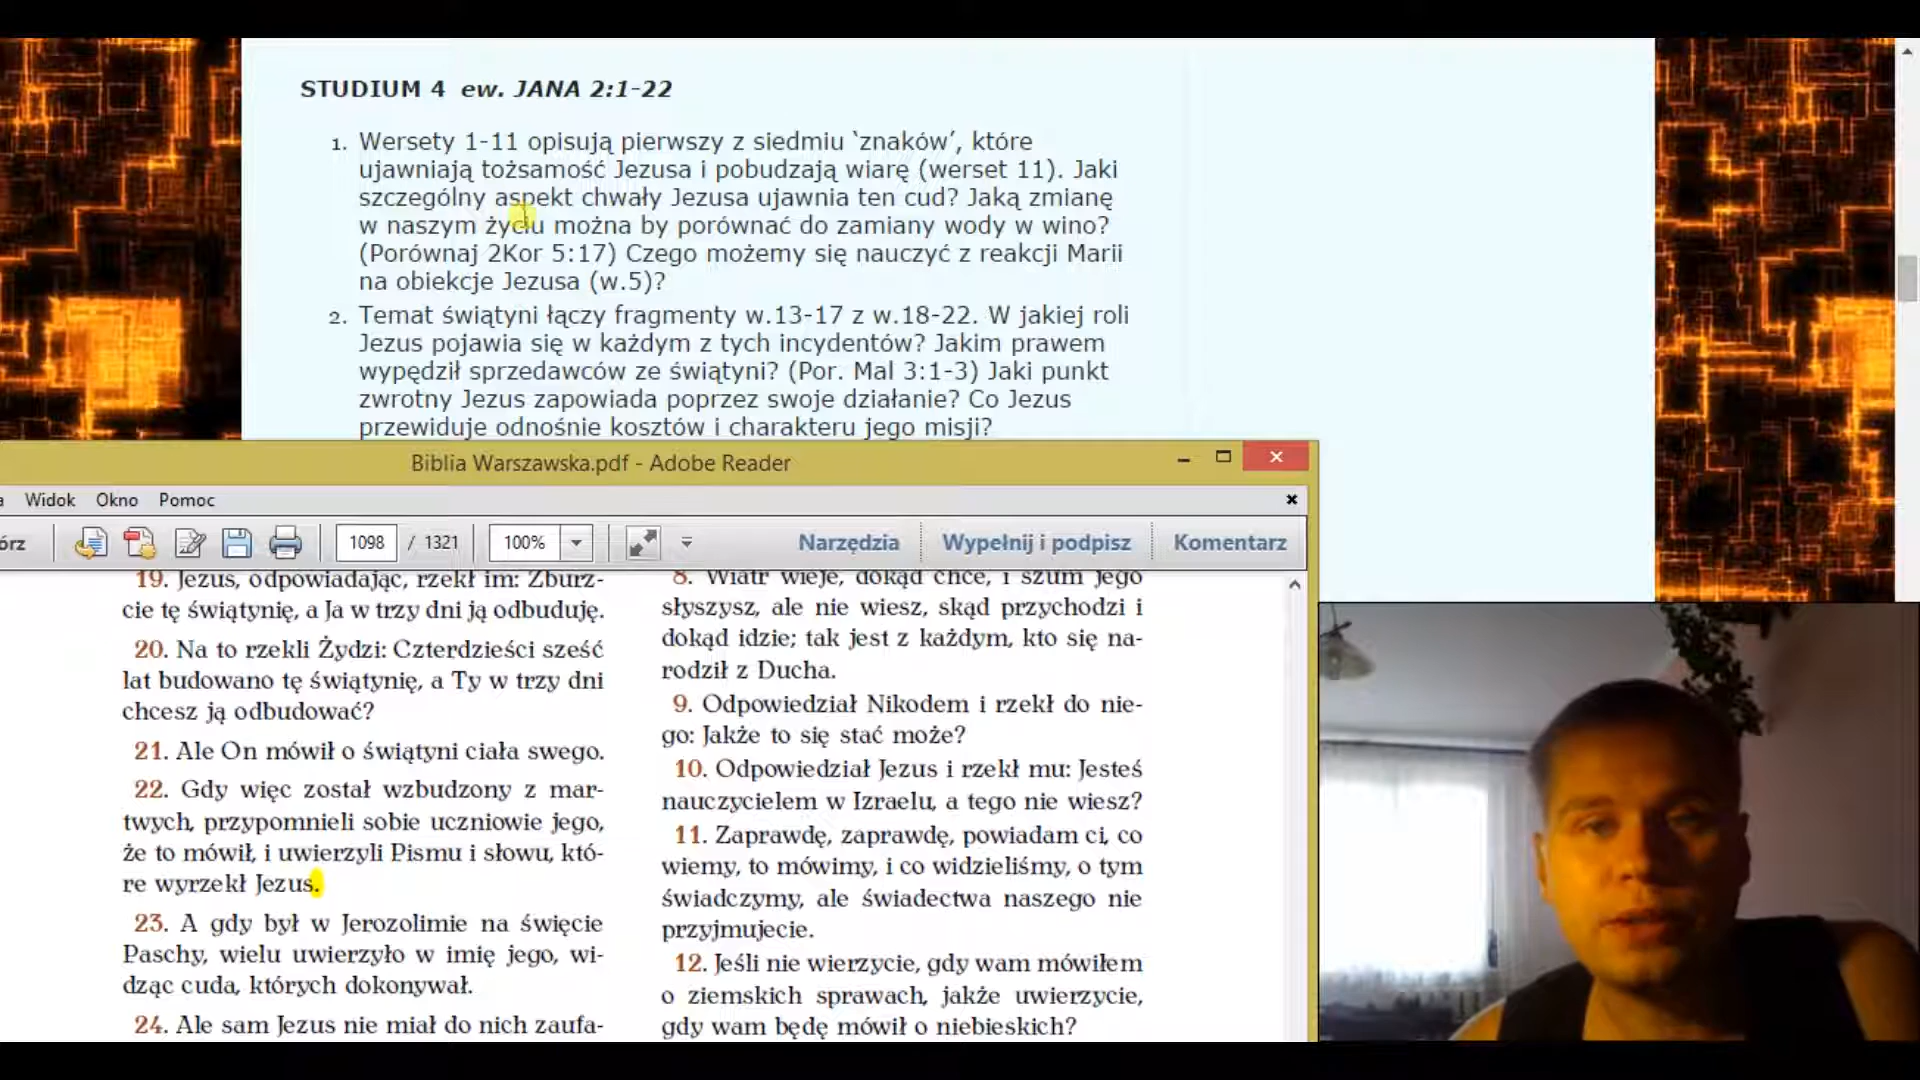 STUDIUM 4 ew. JANA 2:1-22
1. Wersety 1-11 opisują pierwszy z siedmiu ‘znaków’, które
ujawniają tożsamość Jezusa i pobudzają wiarę (werset 11). Jaki
szczególny aspekt chwały Jezusa ujawnia ten cud? Jaką zmianę
w naszym życiu można by porównać do zamiany wody w wino?
(Porównaj 2Kor 5:17) Czego możemy się nauczyć z reakcji Marii
na obiekcje Jezusa (w.5)?
2. Temat świątyni łączy fragmenty w.13-17 z w.18-22. W jakiej roli
Jezus pojawia się w każdym z tych incydentów? Jakim prawem
wypędził sprzedawców ze świątyni? (Por. Mal 3:1-3) Jaki punkt
zwrotny Jezus zapowiada poprzez swoje działanie? Co Jezus
przewiduje odnośnie kosztów i charakteru jego misji?
Biblia Warszawska.pdf - Adobe Reader
a Widok Okno Pomoc
órz 1098 / 1321 100% Narzędzia Wypełnij i podpisz Komentarz
19. Jezus, odpowiadając, rzekł im: Zburz-
cie tę świątynię, a Ja w trzy dni ją odbuduję.
20. Na to rzekli Żydzi: Czterdzieści sześć
lat budowano tę świątynię, a Ty w trzy dni
chcesz ją odbudować?
21. Ale On mówił o świątyni ciała swego.
22. Gdy więc został wzbudzony z mar-
twych, przypomnieli sobie uczniowie jego,
że to mówił, i uwierzyli Pismu i słowu, któ-
re wyrzekł Jezus.
23. A gdy był w Jerozolimie na święcie
Paschy, wielu uwierzyło w imię jego, wi-
dząc cuda, których dokonywał.
24. Ale sam Jezus nie miał do nich zaufa-
8. Wiatr wieje, dokąd chce, i szum jego
słyszysz, ale nie wiesz, skąd przychodzi i
dokąd idzie; tak jest z każdym, kto się na-
rodził z Ducha.
9. Odpowiedział Nikodem i rzekł do nie-
go: Jakże to się stać może?
10. Odpowiedział Jezus i rzekł mu: Jesteś
nauczycielem w Izraelu, a tego nie wiesz?
11. Zaprawdę, zaprawdę, powiadam ci, co
wiemy, to mówimy, i co widzieliśmy, o tym
świadczymy, ale świadectwa naszego nie
przyjmujecie.
12. Jeśli nie wierzycie, gdy wam mówiłem
o ziemskich sprawach, jakże uwierzycie,
gdy wam będę mówił o niebieskich?